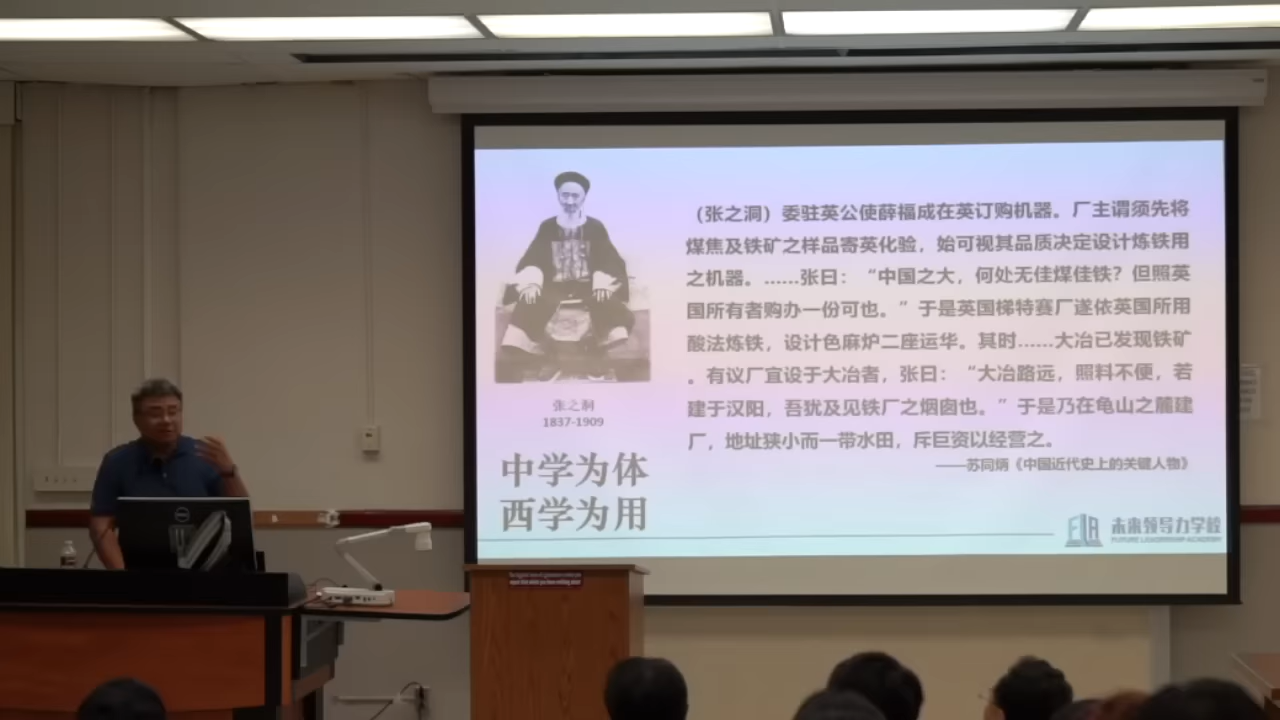 （张之洞）委驻英公使薛福成在英订购机器。厂主谓须先将
煤焦及铁矿之样品寄英化验，始可视其品质决定设计炼铁用
之机器。……张曰：“中国之大，何处无佳煤佳铁？但照英
国所有者购办一份可也。”于是英国梯特赛厂遂依英国所用
酸法炼铁，设计色麻炉二座运华。其时……大冶已发现铁矿
。有议厂宜设于大冶者，张曰：“大冶路远，照料不便，若
建于汉阳，吾犹及见铁厂之烟囱也。”于是乃在龟山之麓建
厂，地址狭小而一带水田，斥巨资以经营之。
——苏同炳《中国近代史上的关键人物》
张之洞
1837-1909
中学为体
西学为用
未来领导力学校
FUTURE LEADERSHIP ACADEMY
DELL